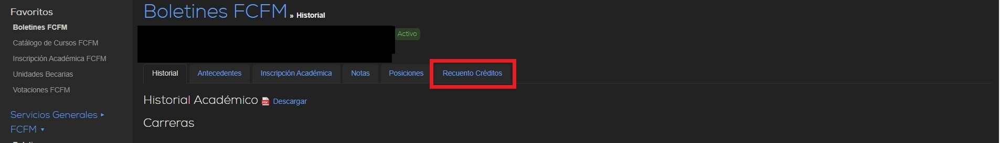 Favoritos
Boletines FCFM
Catálogo de Cursos FCFM
Inscripción Académica FCFM
Unidades Becarias
Votaciones FCFM
Servicios Generales ▸
FCFM ▾
Boletines FCFM » Historial
Activo
Historial Antecedentes Inscripción Académica Notas Posiciones Recuento Créditos
Historial Académico PDF Descargar
Carreras